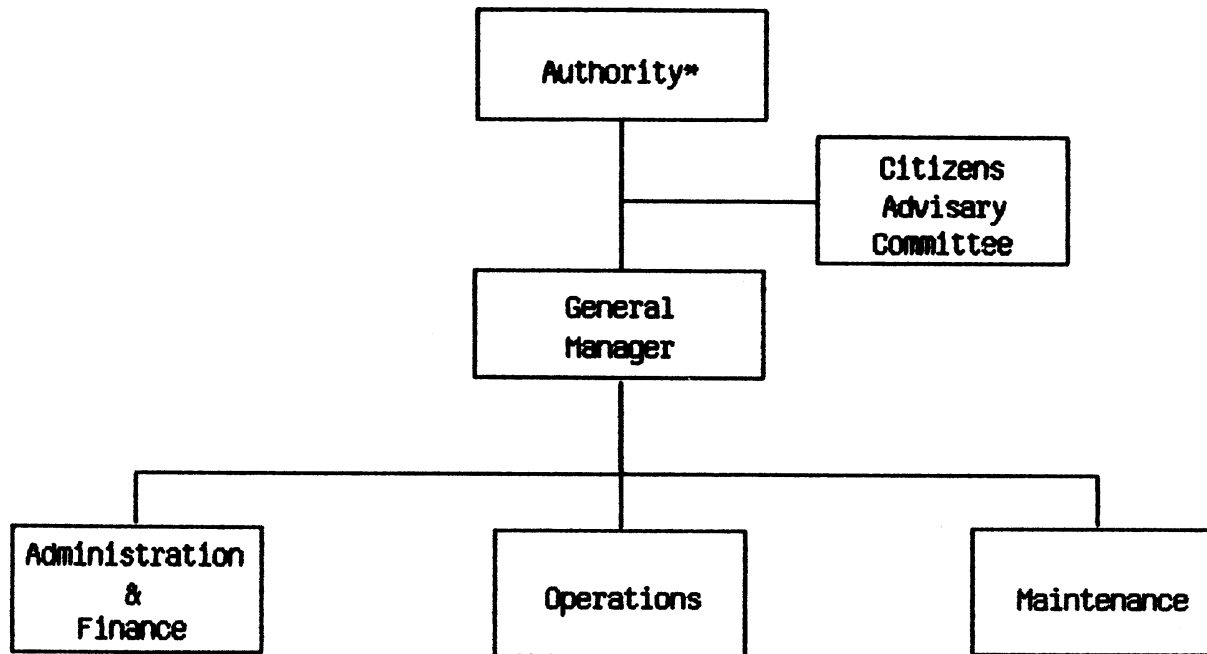 Authority*
Citizens
Advisary
Committee
General
Manager
Administration
&
Finance
Operations
Maintenance